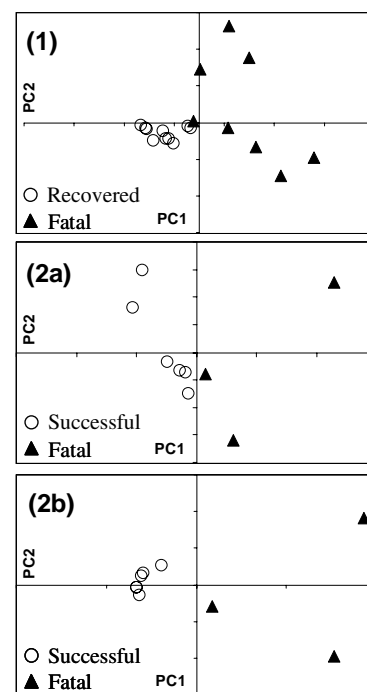 (1)
PC2
Recovered
Fatal
PC1
(2a)
PC2
Successful
Fatal
PC1
(2b)
PC2
Successful
Fatal
PC1